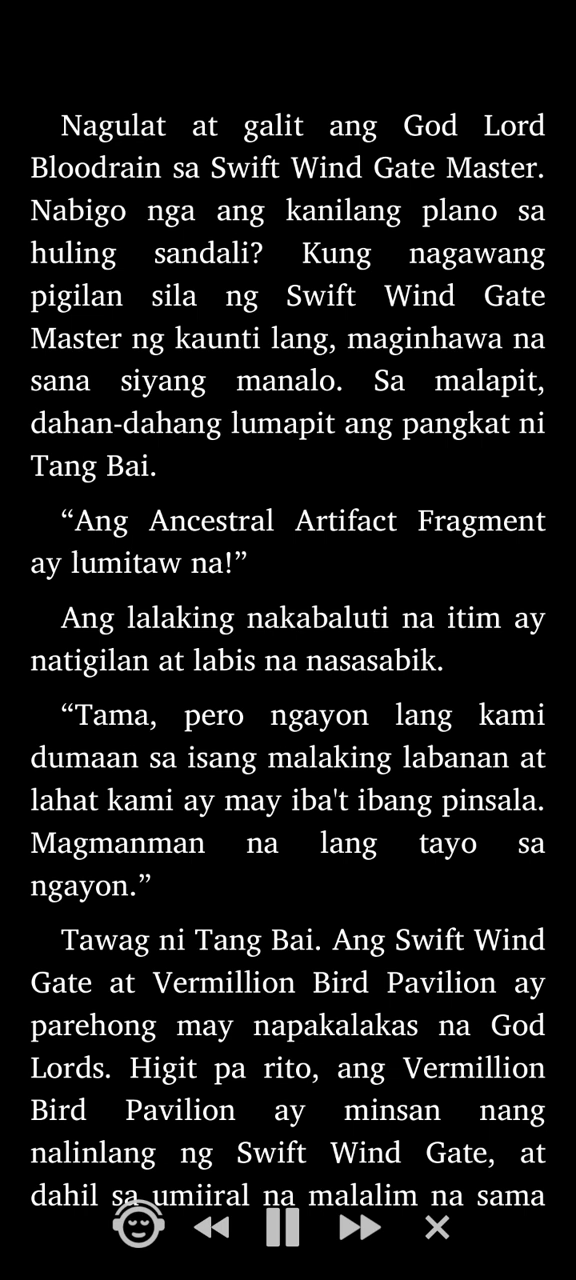 Nagulat at galit ang God Lord
Bloodrain sa Swift Wind Gate Master.
Nabigo nga ang kanilang plano sa
huling sandali? Kung nagawang
pigilan sila ng Swift Wind Gate
Master ng kaunti lang, maginhawa na
sana siyang manalo. Sa malapit,
dahan-dahang lumapit ang pangkat ni
Tang Bai.
“Ang Ancestral Artifact Fragment
ay lumitaw na!”
Ang lalaking nakabaluti na itim ay
natigilan at labis na nasasabik.
“Tama, pero ngayon lang kami
dumaan sa isang malaking labanan at
lahat kami ay may iba't ibang pinsala.
Magmanman na lang tayo sa
ngayon.”
Tawag ni Tang Bai. Ang Swift Wind
Gate at Vermillion Bird Pavilion ay
parehong may napakalakas na God
Lords. Higit pa rito, ang Vermillion
Bird Pavilion ay minsan nang
nalinlang ng Swift Wind Gate, at
dahil sa umiiral na malalim na sama